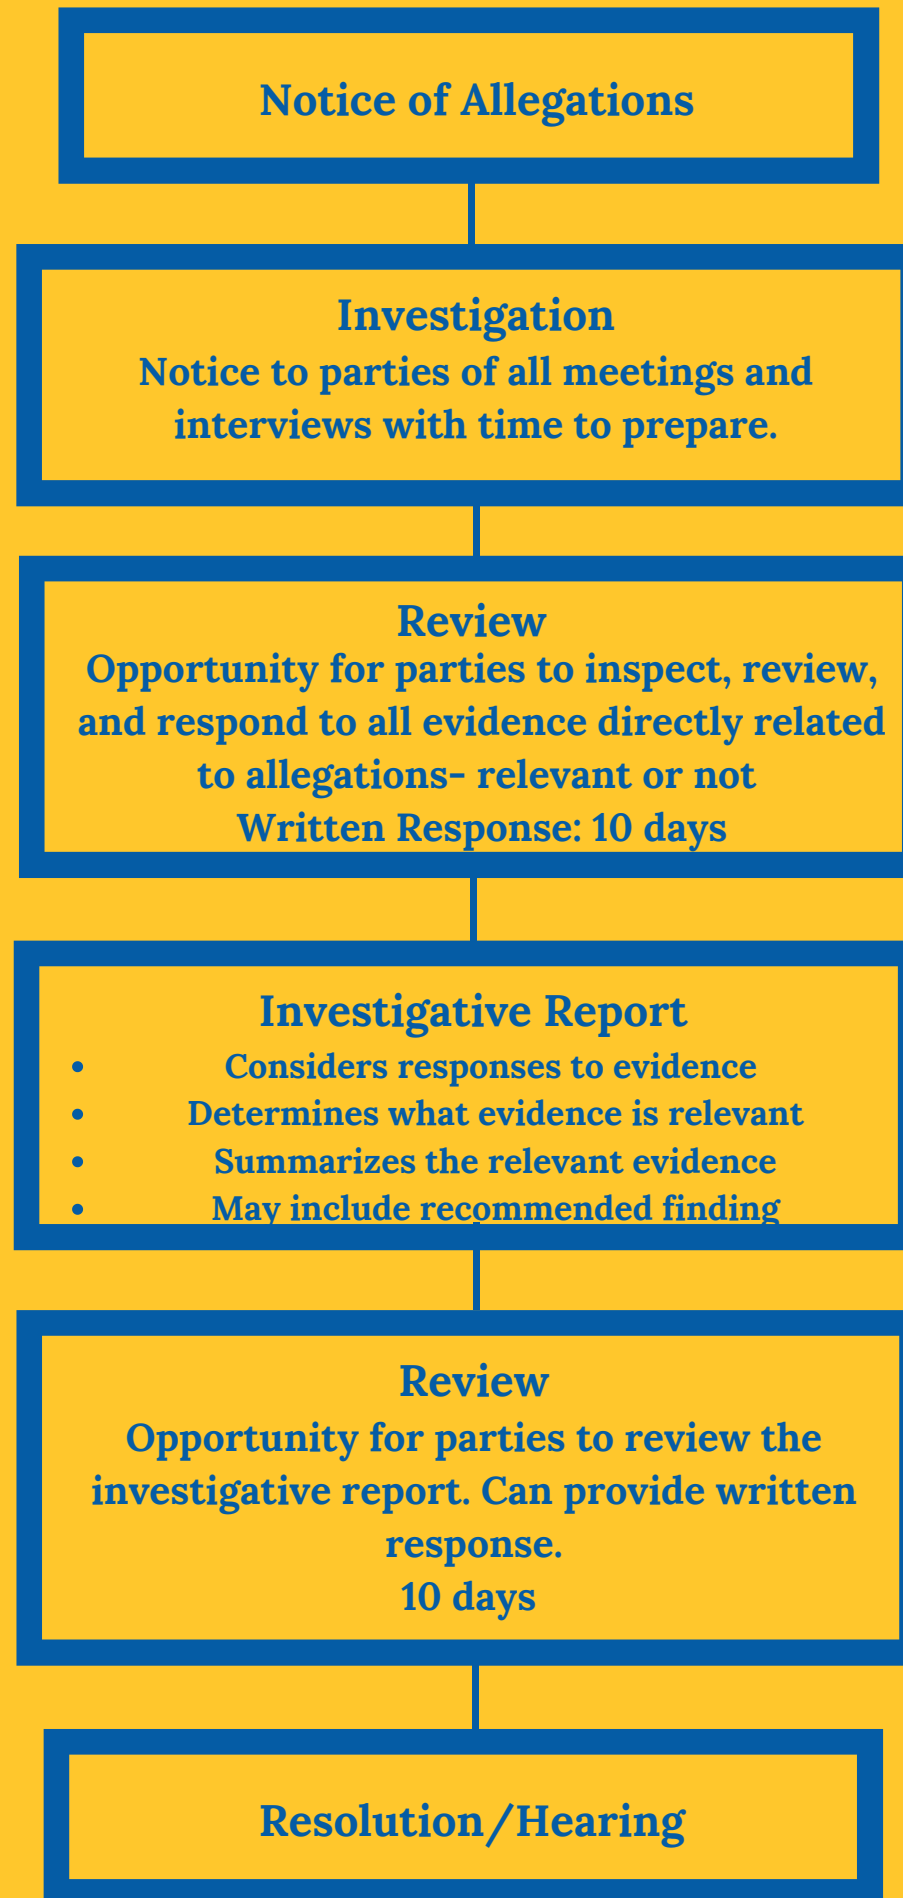 Notice of Allegations
Investigation
Notice to parties of all meetings and
interviews with time to prepare.
Review
Opportunity for parties to inspect, review,
and respond to all evidence directly related
to allegations- relevant or not
Written Response: 10 days
Investigative Report
• Considers responses to evidence
• Determines what evidence is relevant
• Summarizes the relevant evidence
• May include recommended finding
Review
Opportunity for parties to review the
investigative report. Can provide written
response.
10 days
Resolution/Hearing